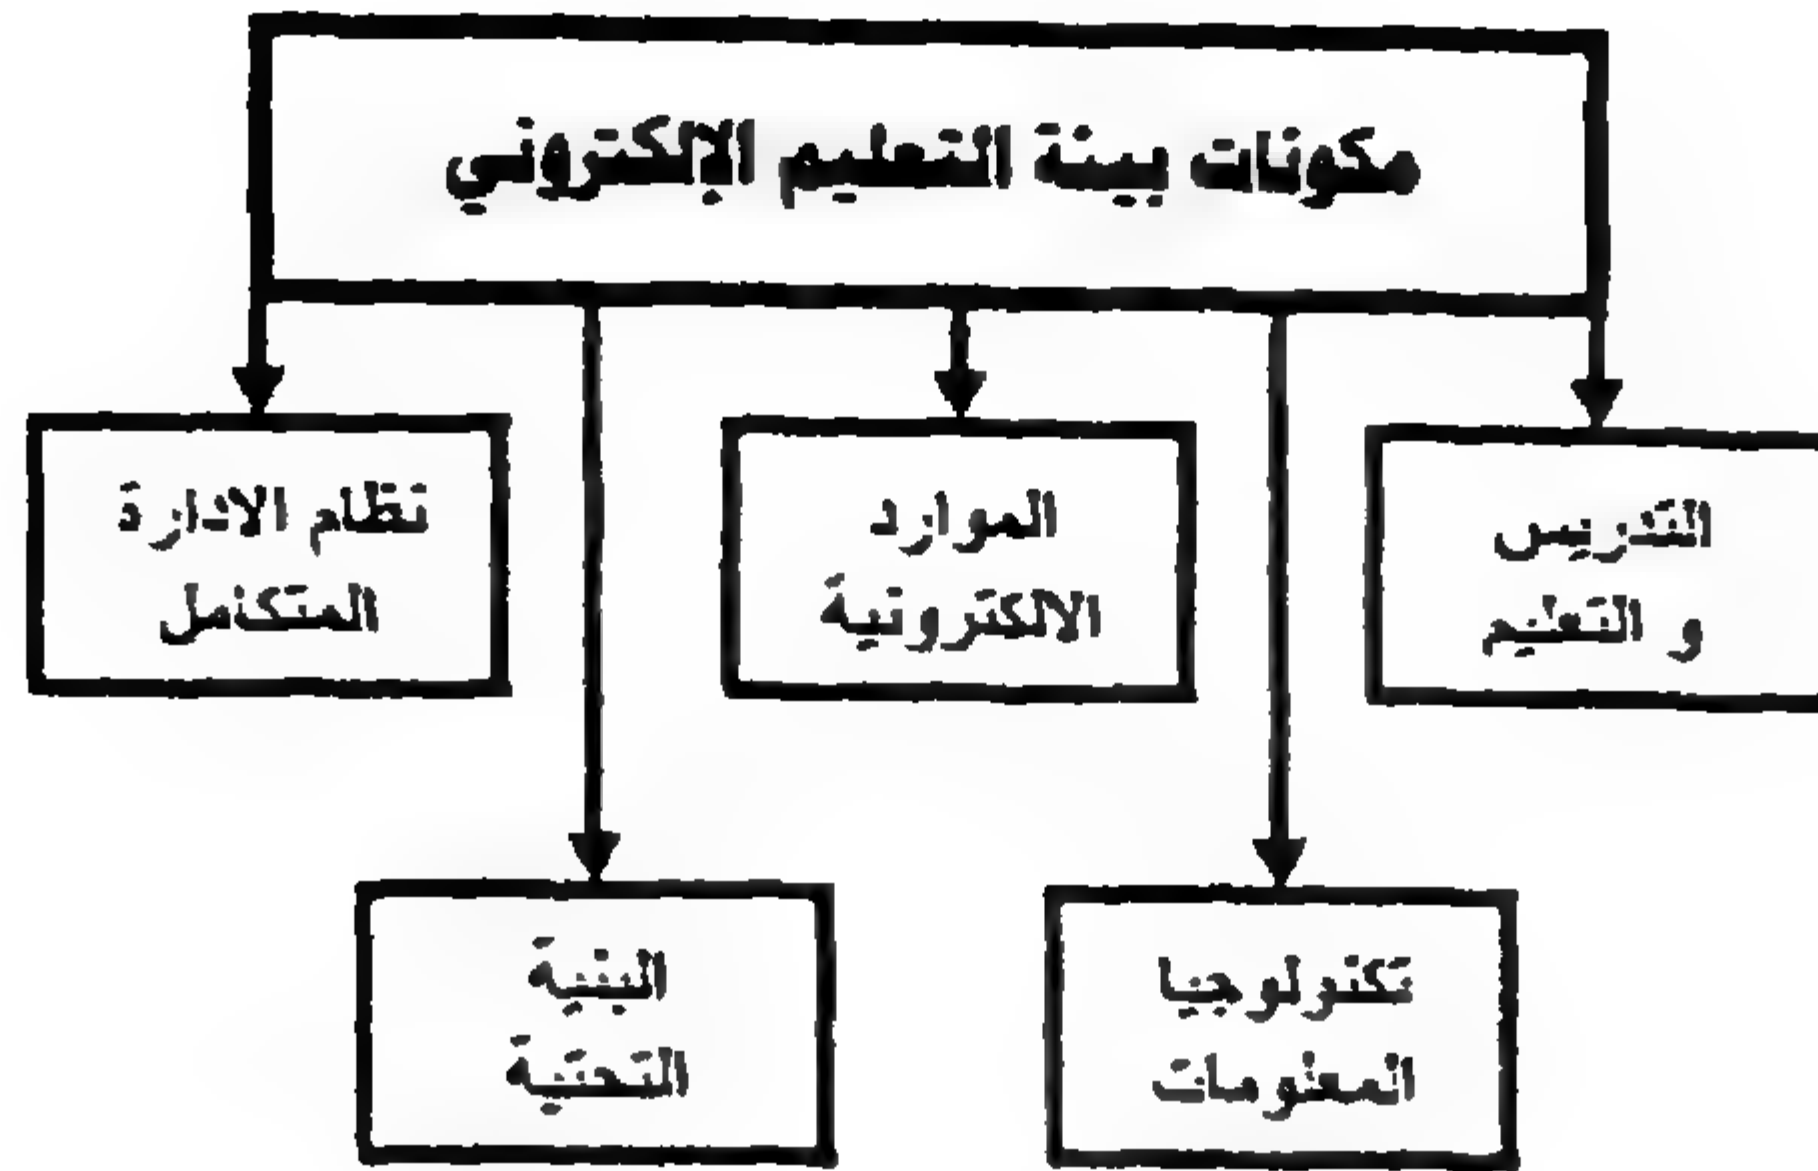 مكونات بيئة التعليم الإلكتروني
التدريس
و التعليم
الموارد
الالكترونية
نظام الادارة
المتكامل
تكنولوجيا
المعلومات
البنية
التحتية